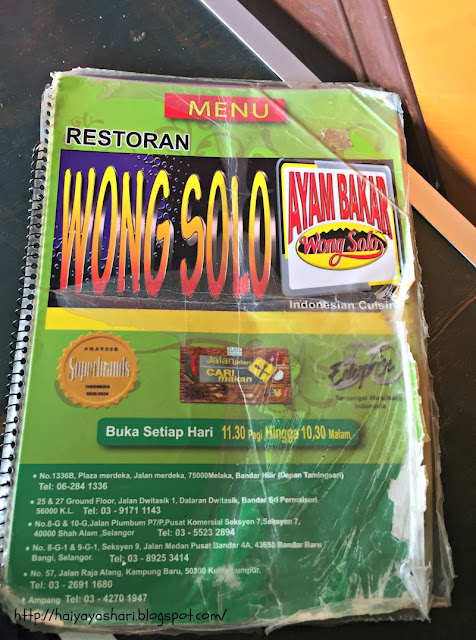 MENU
RESTORAN
WONG SOLO
AYAM BAKAR
Wong Solo
Indonesian Cuisine
AWARDED
Superbrands
INDONESIA
Jalan Jalan
CARI
makan
Enterprise
Indonesia
Buka Setiap Hari 11.30 Pagi Hingga 10.30 Malam.
No.1336B, Plaza merdeka, Jalan merdeka, 75000Melaka, Bandar Hilir (Depan Tamingsari)
Tel: 06-284 1336
25 & 27 Ground Floor, Jalan Dwitasik 1, Dataran Dwitasik, Bandar Sri Permaisuri
56000 K.L. Tel: 03 - 9171 1143
No.8-G & 10-G,Jalan Plumbum P7/P,Pusat Komersial Seksyen 7,Seksyen 7,
40000 Shah Alam ,Selangor Tel: 03 - 5523 2894
No. 8-G-1 & 9-G-1, Seksyen 9, Jalan Medan Pusat Bandar 4A, 43650 Bandar Baru
Bangi, Selangor. Tel: 03 - 8925 3414
No. 57, Jalan Raja Alang, Kampung Baru, 50300 Kuala Lumpur.
Tel: 03 - 2691 1680
Ampang Tel: 03 - 4270 1947
http://haiyayashari.blogspot.com/